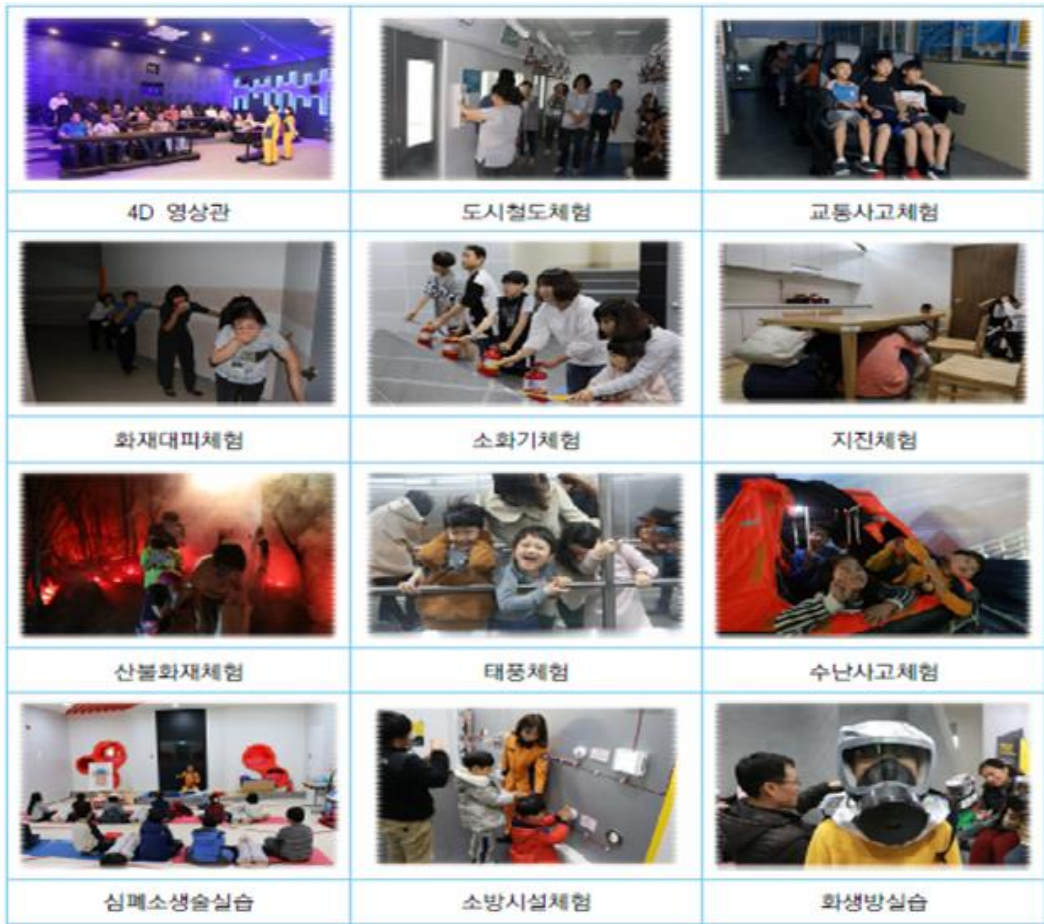 4D 영상관
도시철도체험
교통사고체험
화재대피체험
소화기체험
지진체험
산불화재체험
태풍체험
수난사고체험
심폐소생술실습
소방시설체험
화생방실습